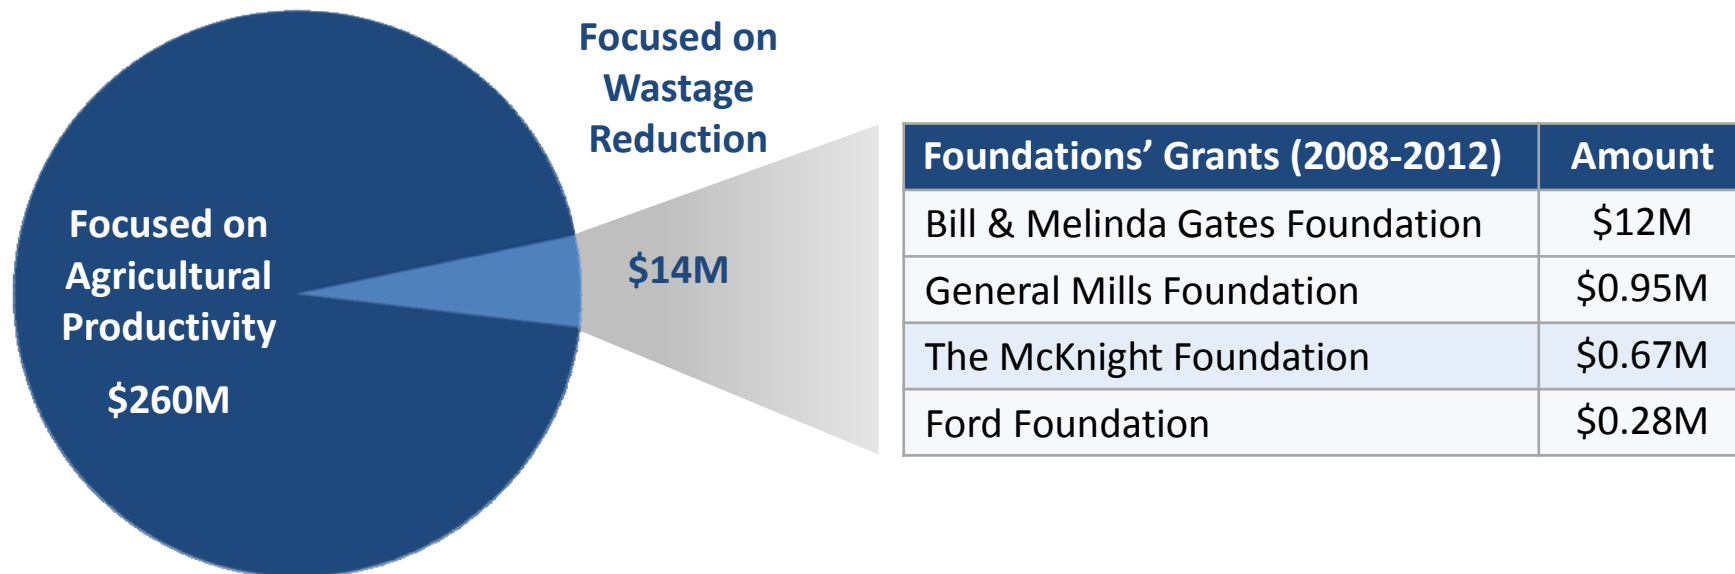 Focused on
Wastage
Reduction
Focused on
Agricultural
Productivity
$260M
$14M
Foundations’ Grants (2008-2012) Amount
Bill & Melinda Gates Foundation $12M
General Mills Foundation $0.95M
The McKnight Foundation $0.67M
Ford Foundation $0.28M